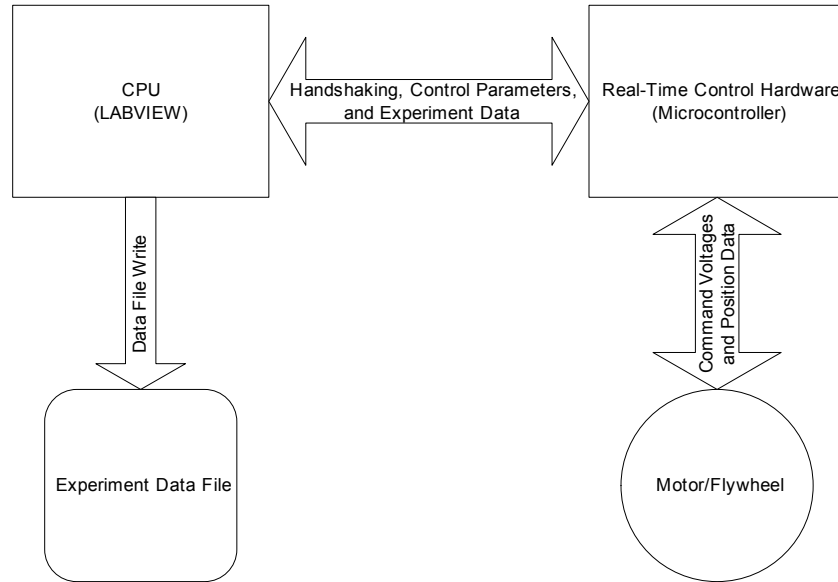 CPU
(LABVIEW)
Handshaking, Control Parameters,
and Experiment Data
Real-Time Control Hardware
(Microcontroller)
Data File Write
Command Voltages
and Position Data
Experiment Data File
Motor/Flywheel